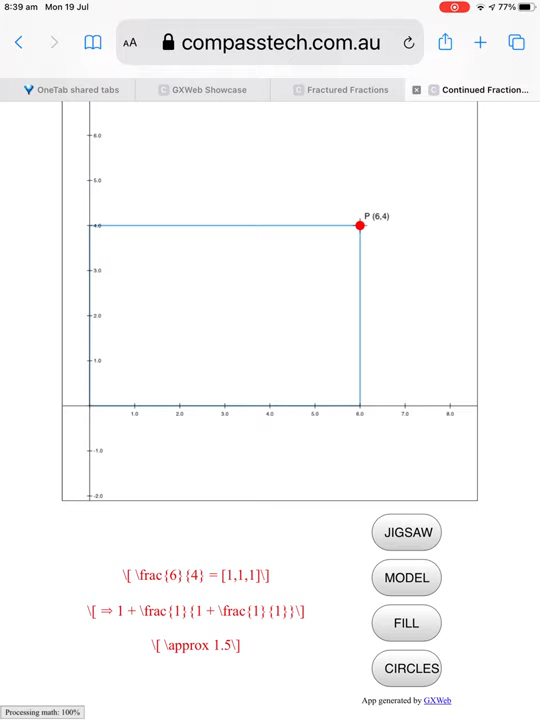 8:39 am Mon 19 Jul
77%
AA compasstech.com.au
OneTab shared tabs
GXWeb Showcase
Fractured Fractions
Continued Fraction...
6.0
5.0
P (6,4)
4.0
3.0
2.0
1.0
1.0 2.0 3.0 4.0 5.0 6.0 7.0 8.0
-1.0
-2.0
JIGSAW
\[ \frac{6}{4} = [1,1,1]\]
MODEL
\[ ⇒ 1 + \frac{1}{1 + \frac{1}{1}}\]
FILL
\[ \approx 1.5\]
CIRCLES
App generated by GXWeb
Processing math: 100%